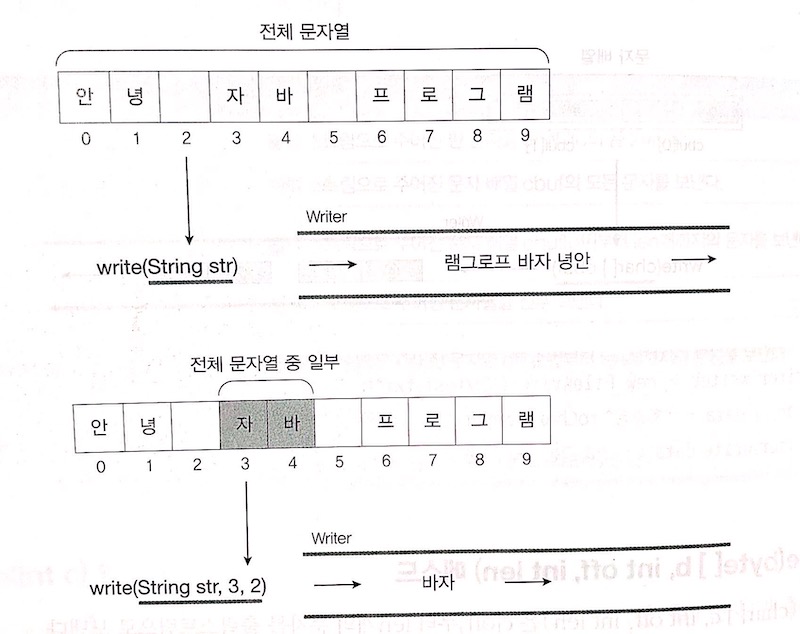 전체 문자열
안 녕 자 바 프 로 그 램
0 1 2 3 4 5 6 7 8 9
Writer
write(String str)
램그로프 바자 녕안
전체 문자열 중 일부
안 녕 자 바 프 로 그 램
0 1 2 3 4 5 6 7 8 9
Writer
write(String str, 3, 2)
바자